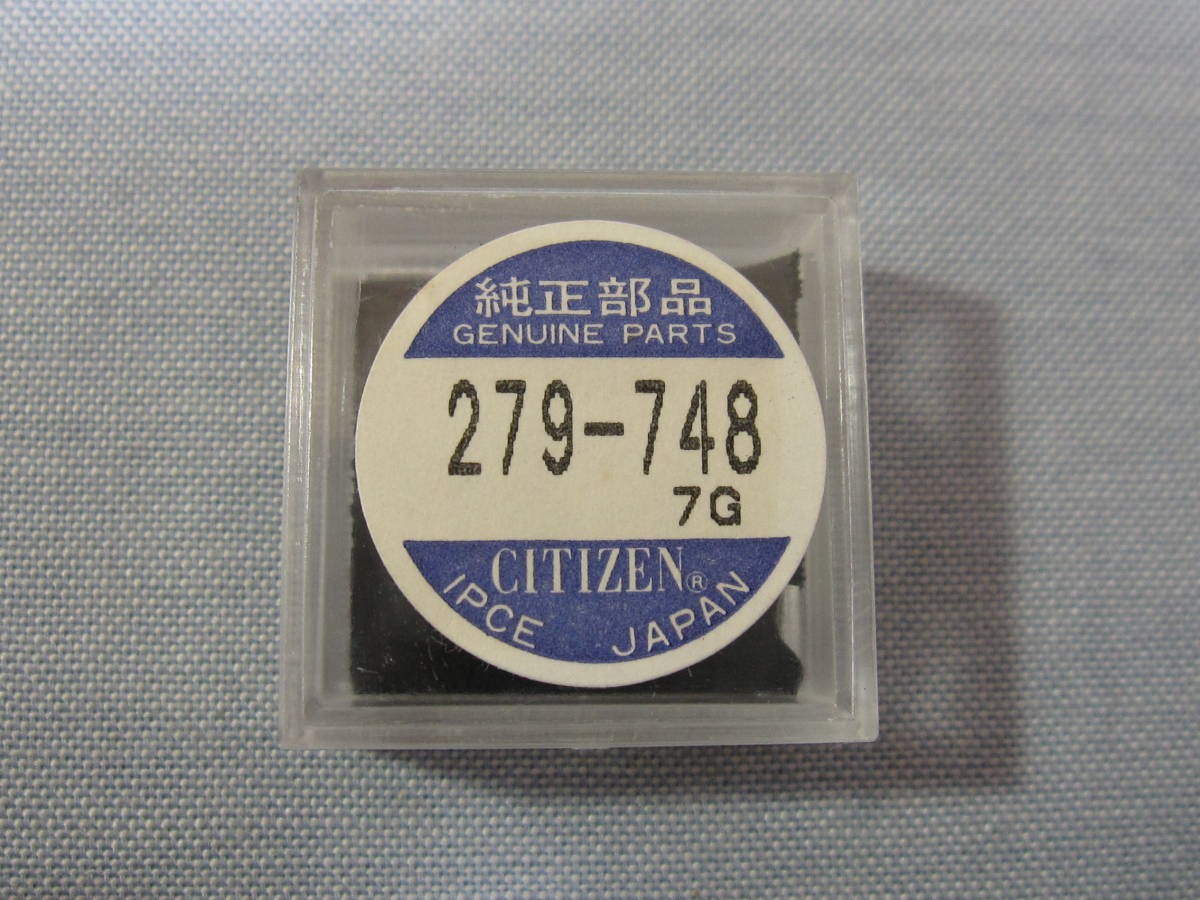 純正部品
GENUINE PARTS
279-748
7G
CITIZEN®
IPCE JAPAN